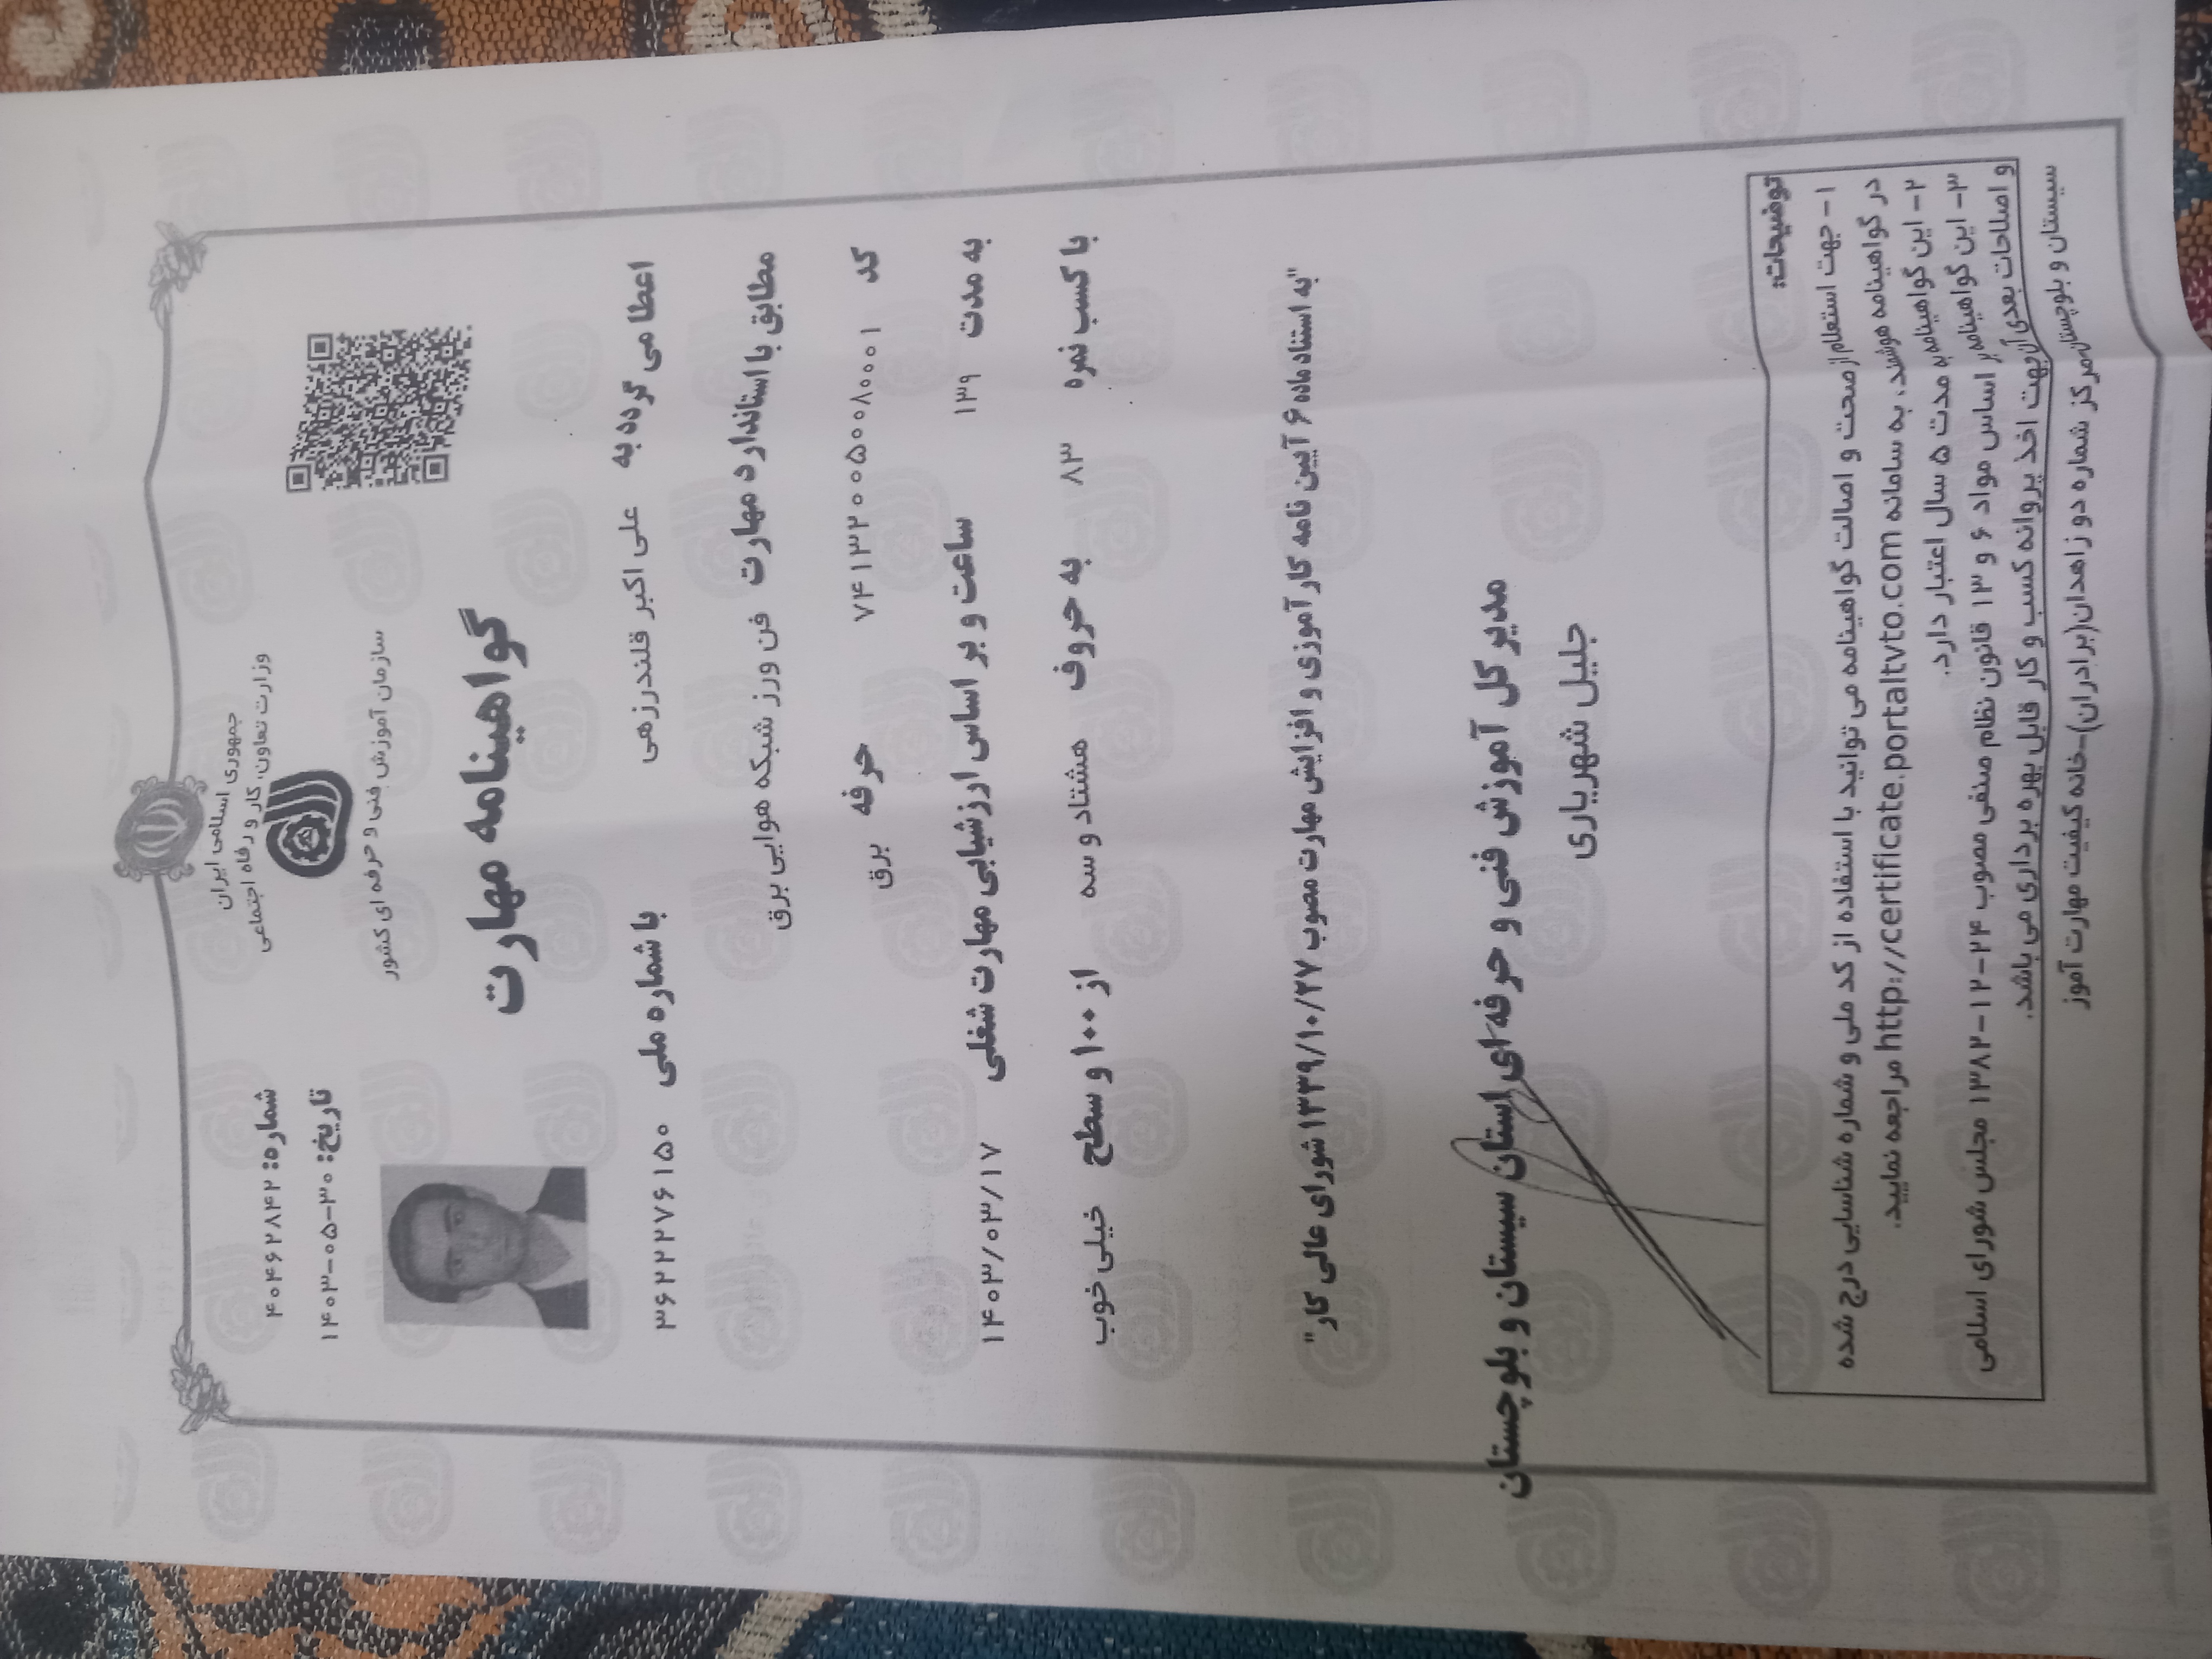 جمهوری اسلامی ایران
وزارت تعاون، کار و رفاه اجتماعی
سازمان آموزش فنی و حرفه ای کشور
شماره: ۴۰۴۶۲۸۴۲
تاریخ: ۱۴۰۳-۰۵-۳۰
گواهینامه مهارت
اعطا می گردد به علی اکبر قلندرزهی با شماره ملی ۳۶۲۲۲۷۶۱۵۰
مطابق با استاندارد مهارت فن ورز شبکه هوایی برق
کد ۷۴۱۳۲۰۰۵۰۰۸۰۰۰۱ حرفه برق
به مدت ۱۳۹ ساعت و بر اساس ارزشیابی مهارت شغلی ۱۴۰۳/۰۳/۱۷
با کسب نمره ۸۳ به حروف هشتاد و سه از ۱۰۰ و سطح خیلی خوب
"به استناد ماده ۶ آیین نامه کارآموزی و افزایش مهارت مصوب ۱۳۳۹/۱۰/۲۷ شورای عالی کار"
مدیر کل آموزش فنی و حرفه ای استان سیستان و بلوچستان
جلیل شهریاری
توضیحات:
۱- جهت استعلام از صحت و اصالت گواهینامه می توانید با استفاده از کد ملی و شماره شناسایی درج شده
در گواهینامه هوشمند، به سامانه http://certificate.portaltvto.com مراجعه نمایید.
۲- این گواهینامه به مدت ۵ سال اعتبار دارد.
۳- این گواهینامه بر اساس مواد ۶ و ۱۳ قانون نظام صنفی مصوب ۲۴-۱۲-۱۳۸۲ مجلس شورای اسلامی
و اصلاحات بعدی آن جهت اخذ پروانه کسب و کار قابل بهره برداری می باشد.
سیستان و بلوچستان-مرکز شماره دو زاهدان(برادران)-خانه کیفیت مهارت آموز